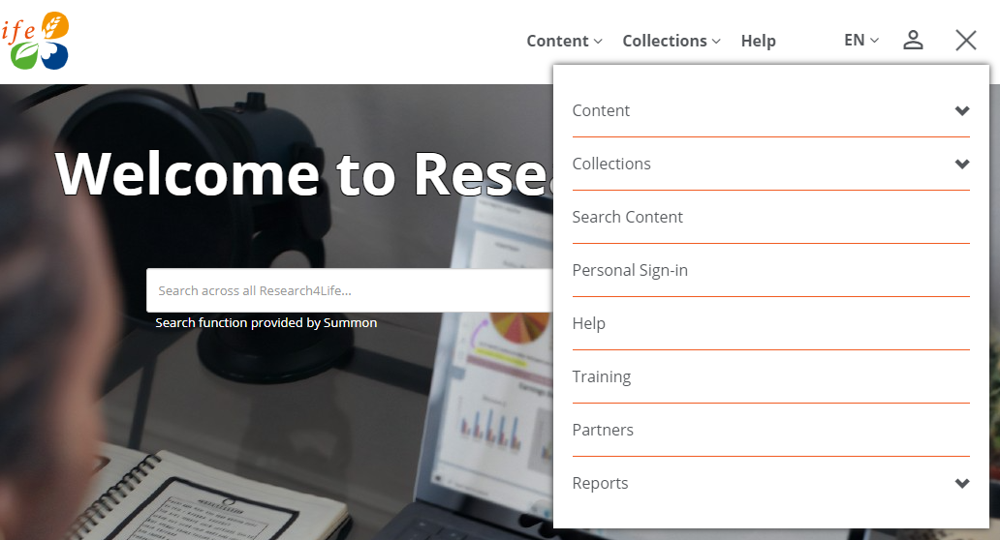 ife
Content
Collections
Help
EN
Content
Collections
Search Content
Personal Sign-in
Help
Training
Partners
Reports
Welcome to Resea
Search across all Research4Life...
Search function provided by Summon